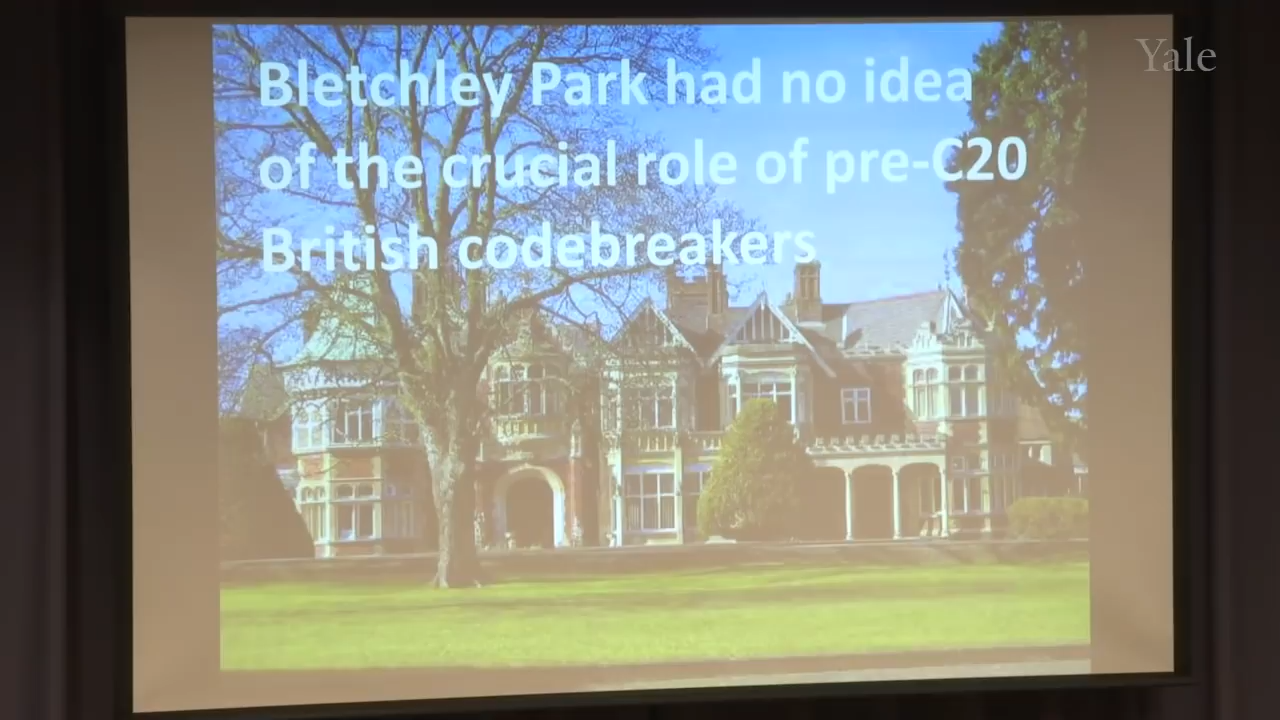 Yale
Bletchley Park had no idea
of the crucial role of pre-C20
British codebreakers